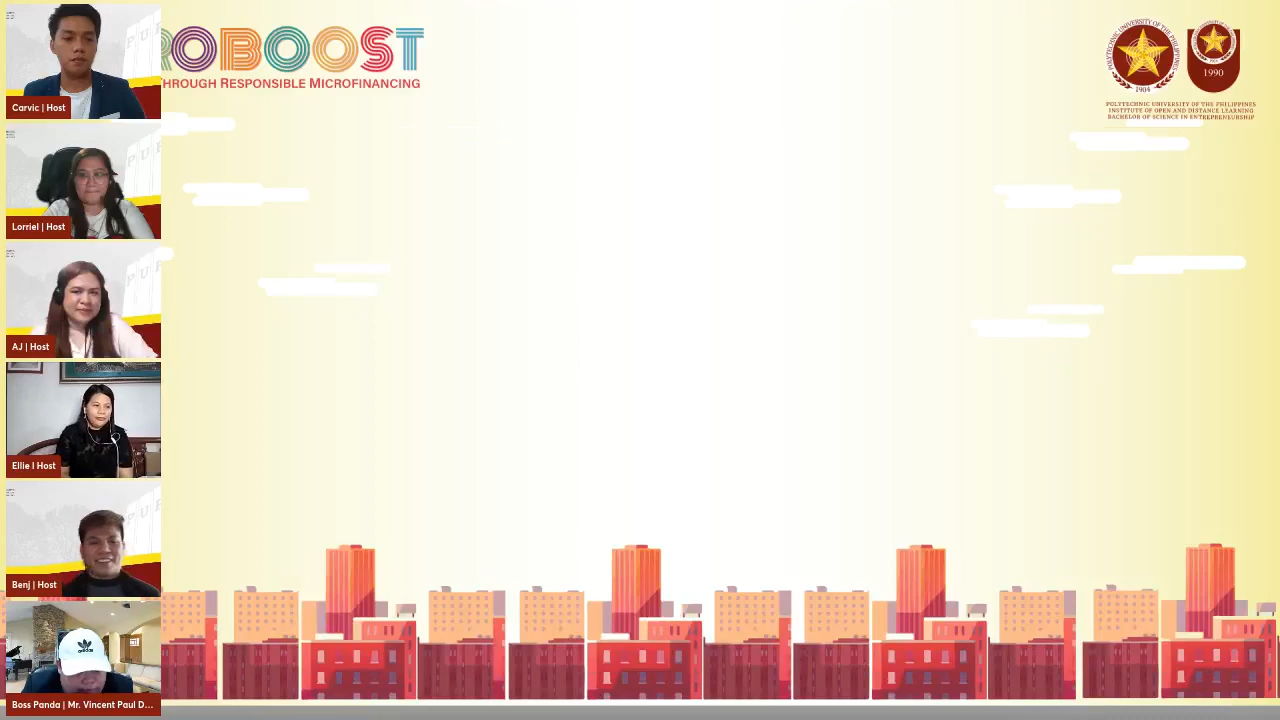 Carvic | Host
Lorriel | Host
AJ | Host
Ellie I Host
Benj | Host
adidas
Boss Panda | Mr. Vincent Paul D...
ROBOOST
THROUGH RESPONSIBLE MICROFINANCING
POLYTECHNIC UNIVERSITY OF THE PHILIPPINES
1904
1990
POLYTECHNIC UNIVERSITY OF THE PHILIPPINES
INSTITUTE OF OPEN AND DISTANCE LEARNING
BACHELOR OF SCIENCE IN ENTREPRENEURSHIP